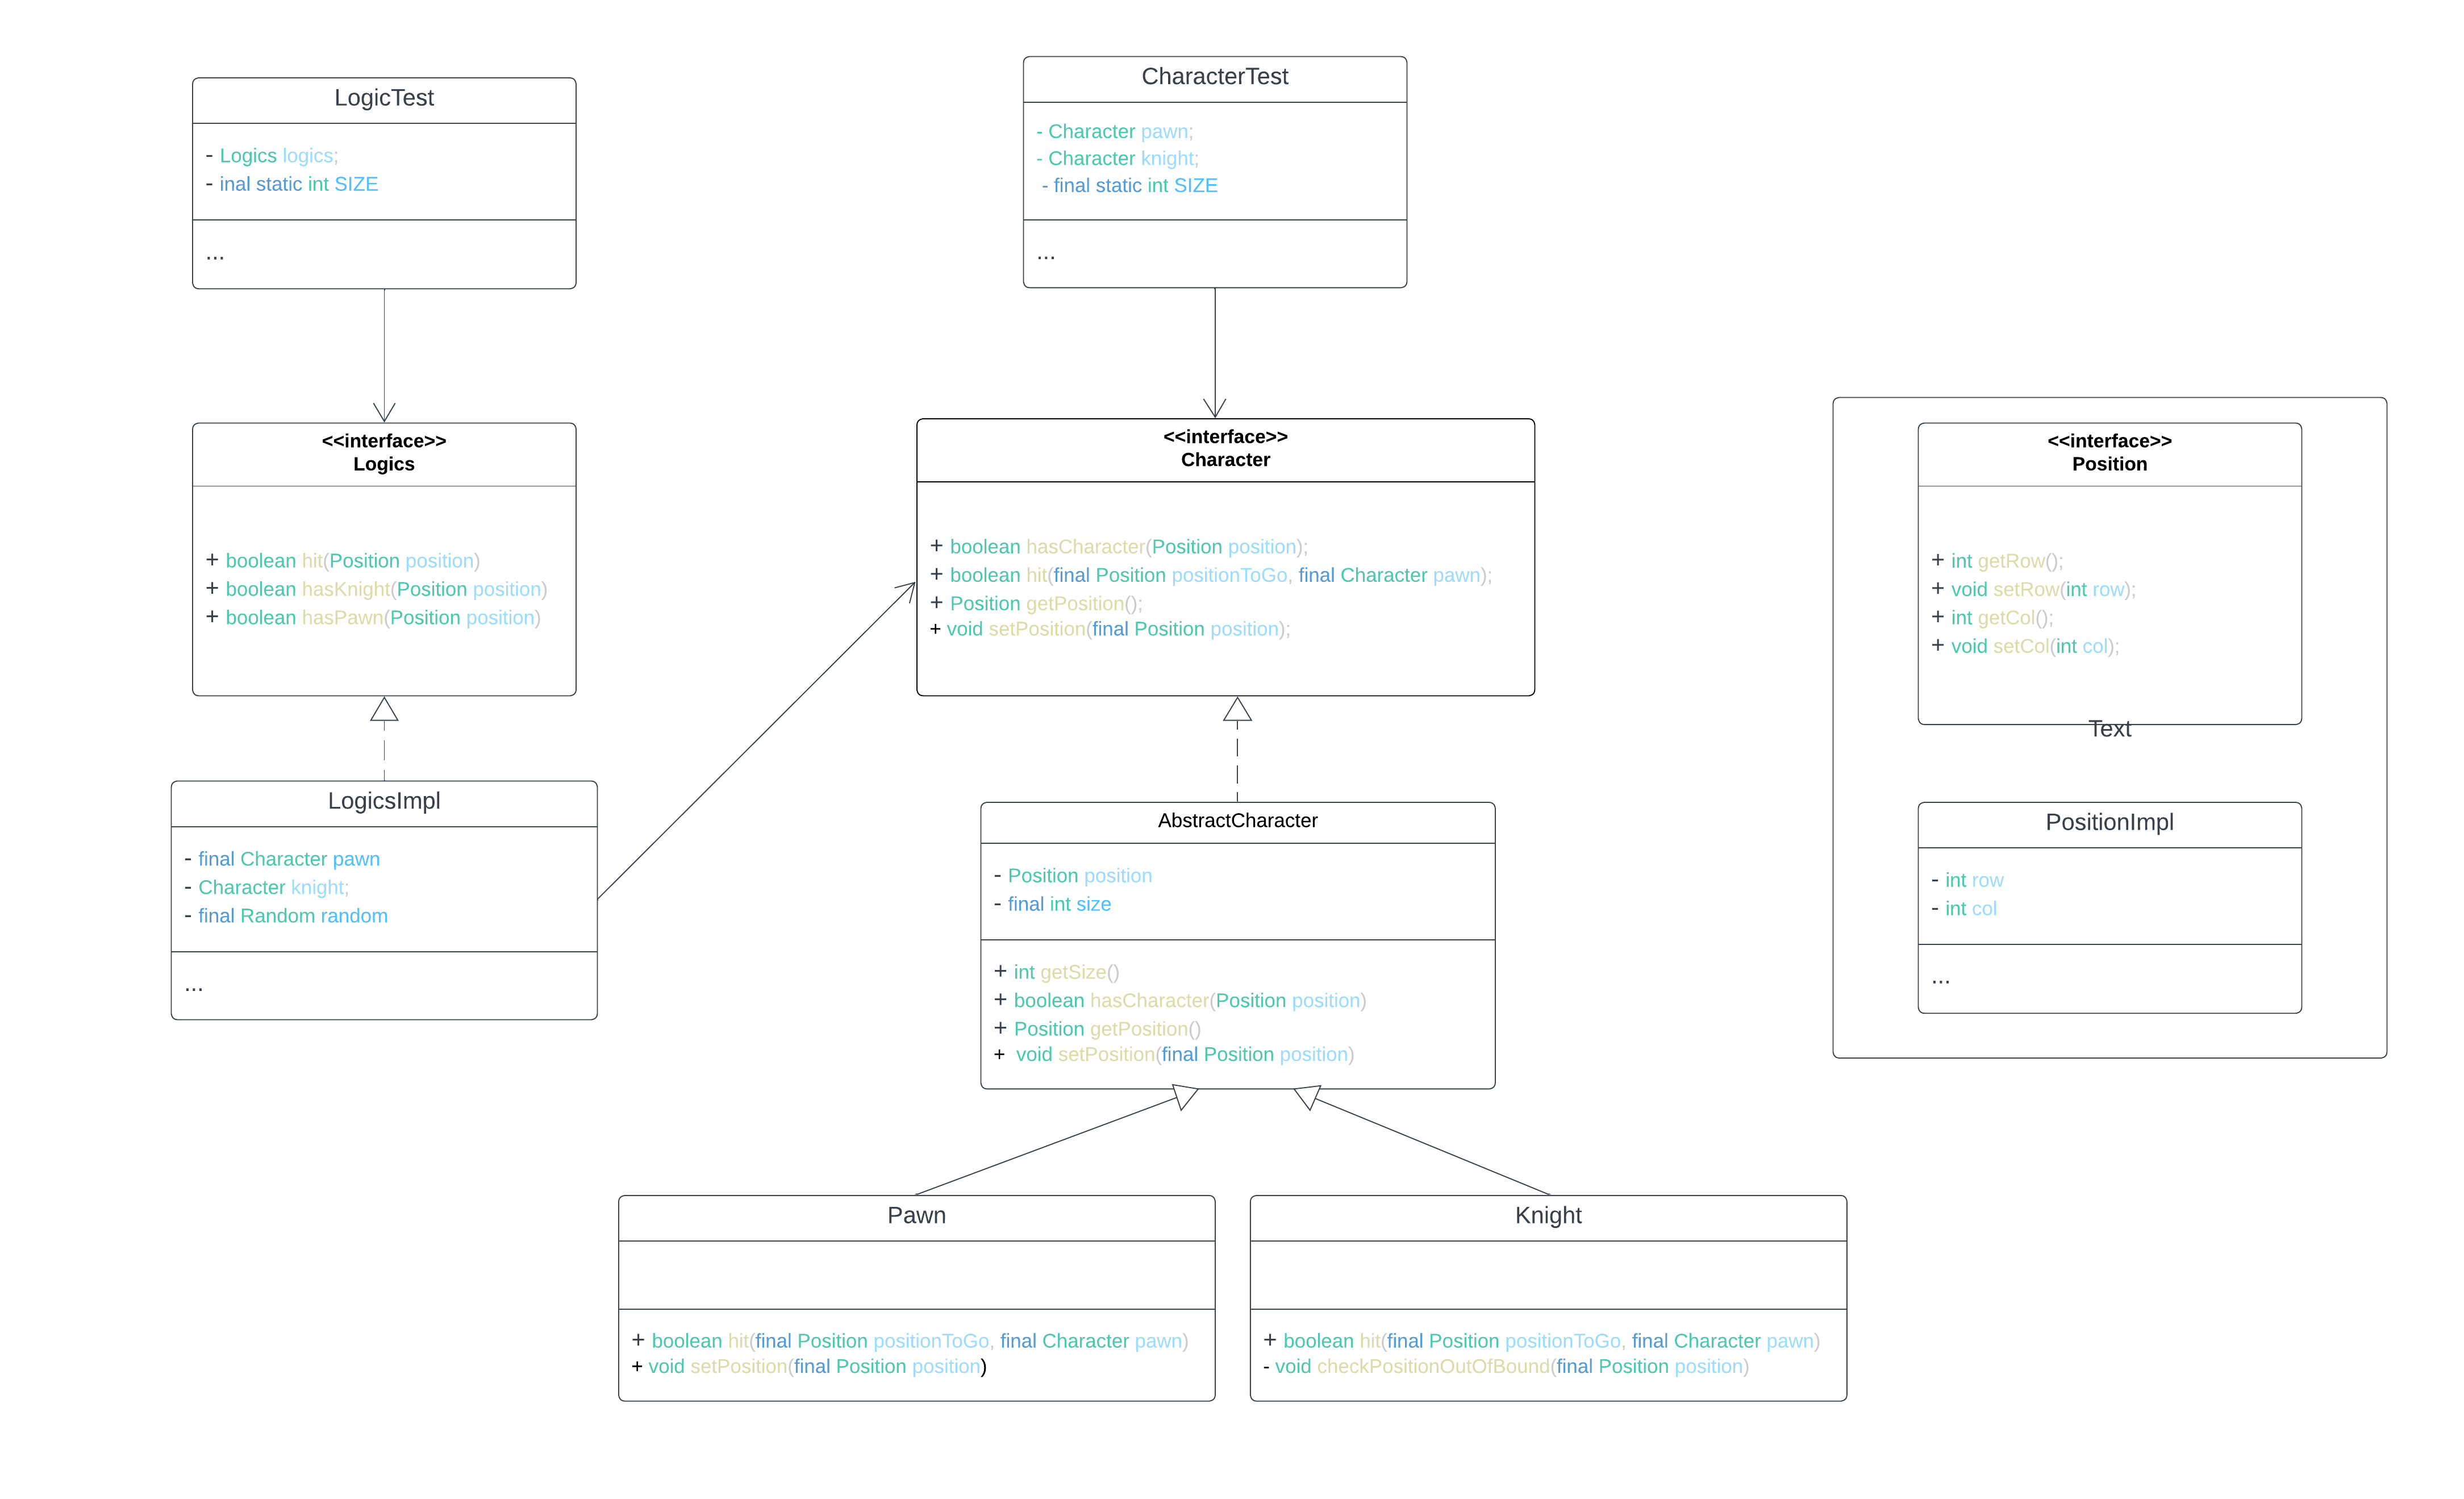 LogicTest
- Logics logics;
- inal static int SIZE
...
CharacterTest
- Character pawn;
- Character knight;
- final static int SIZE
...
<<interface>>
Logics
+ boolean hit(Position position)
+ boolean hasKnight(Position position)
+ boolean hasPawn(Position position)
<<interface>>
Character
+ boolean hasCharacter(Position position);
+ boolean hit(final Position positionToGo, final Character pawn);
+ Position getPosition();
+ void setPosition(final Position position);
<<interface>>
Position
+ int getRow();
+ void setRow(int row);
+ int getCol();
+ void setCol(int col);
Text
LogicsImpl
- final Character pawn
- Character knight;
- final Random random
...
AbstractCharacter
- Position position
- final int size
+ int getSize()
+ boolean hasCharacter(Position position)
+ Position getPosition()
+ void setPosition(final Position position)
PositionImpl
- int row
- int col
...
Pawn
+ boolean hit(final Position positionToGo, final Character pawn)
+ void setPosition(final Position position)
Knight
+ boolean hit(final Position positionToGo, final Character pawn)
- void checkPositionOutOfBound(final Position position)